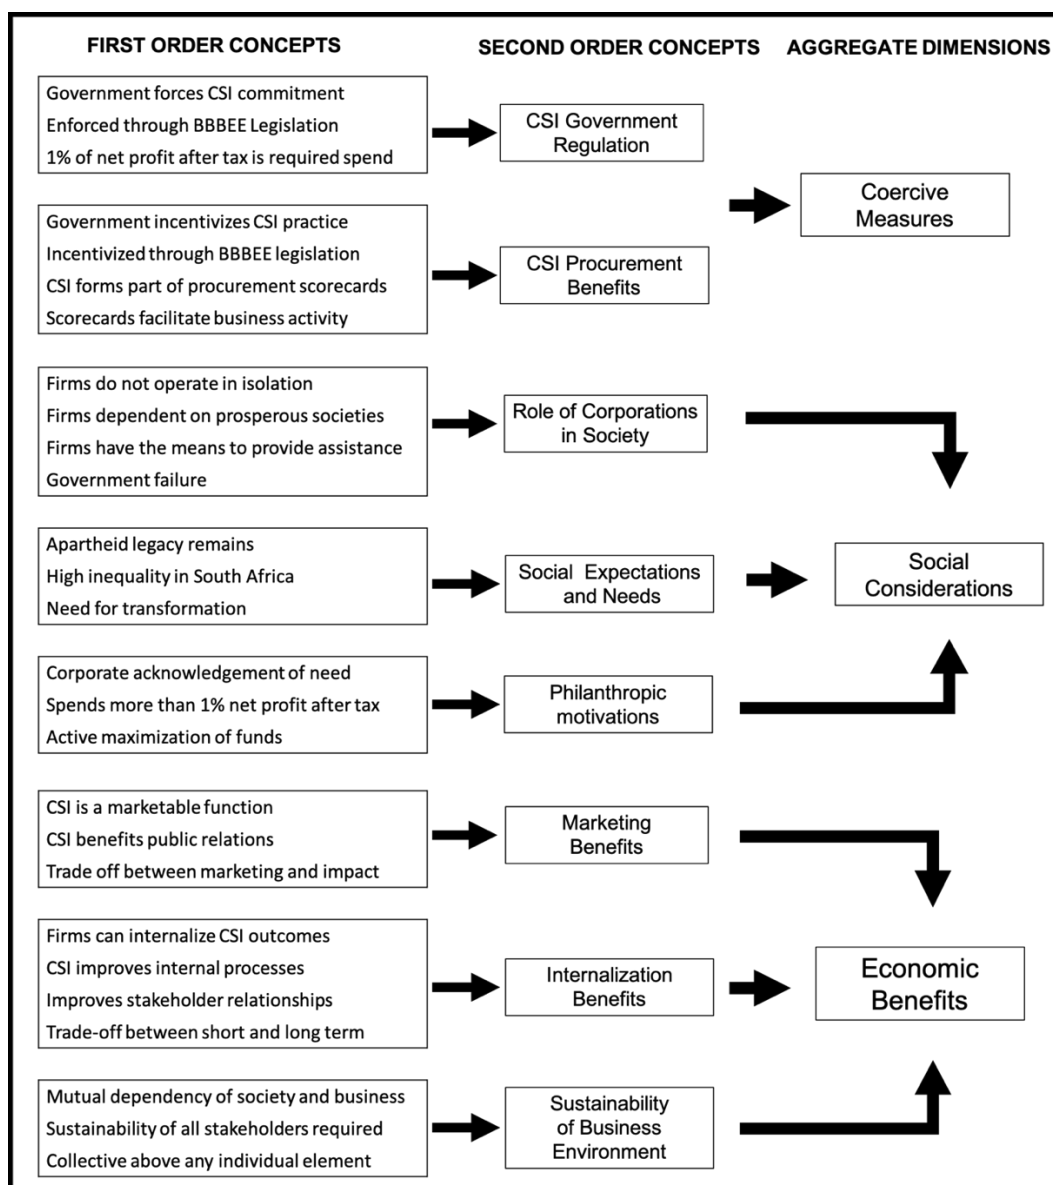 FIRST ORDER CONCEPTS
SECOND ORDER CONCEPTS
AGGREGATE DIMENSIONS
Government forces CSI commitment
Enforced through BBBEE Legislation
1% of net profit after tax is required spend
CSI Government
Regulation
Coercive
Measures
Government incentivizes CSI practice
Incentivized through BBBEE legislation
CSI forms part of procurement scorecards
Scorecards facilitate business activity
CSI Procurement
Benefits
Firms do not operate in isolation
Firms dependent on prosperous societies
Firms have the means to provide assistance
Government failure
Role of Corporations
in Society
Apartheid legacy remains
High inequality in South Africa
Need for transformation
Social Expectations
and Needs
Social
Considerations
Corporate acknowledgement of need
Spends more than 1% net profit after tax
Active maximization of funds
Philanthropic
motivations
CSI is a marketable function
CSI benefits public relations
Trade off between marketing and impact
Marketing
Benefits
Firms can internalize CSI outcomes
CSI improves internal processes
Improves stakeholder relationships
Trade-off between short and long term
Internalization
Benefits
Economic
Benefits
Mutual dependency of society and business
Sustainability of all stakeholders required
Collective above any individual element
Sustainability
of Business
Environment